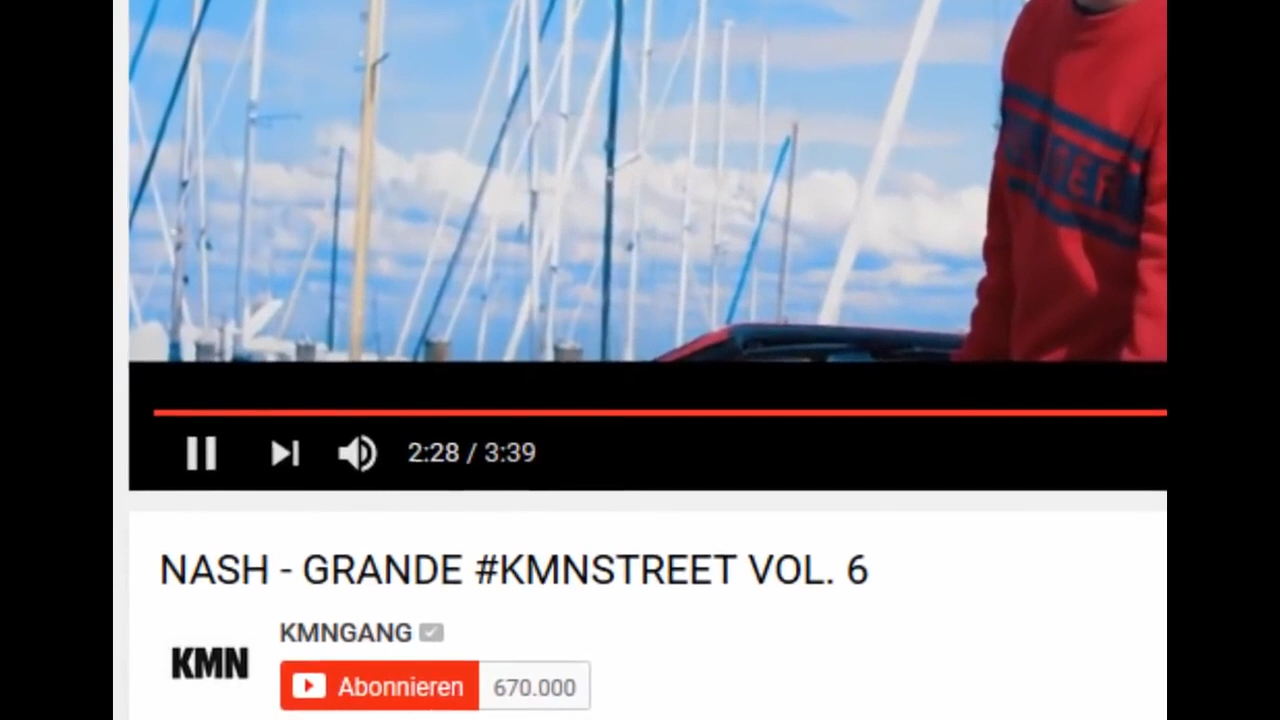 2:28 / 3:39
NASH - GRANDE #KMNSTREET VOL. 6
KMNGANG
KMN
Abonnieren 670.000